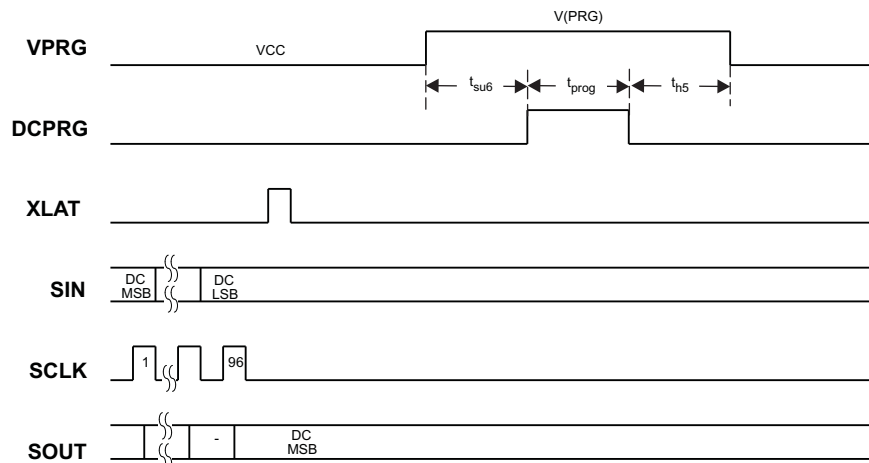 V(PRG)
VPRG
VCC
tsu6
tprog
th5
DCPRG
XLAT
SIN
DC
MSB
DC
LSB
SCLK
1
96
SOUT
-
DC
MSB